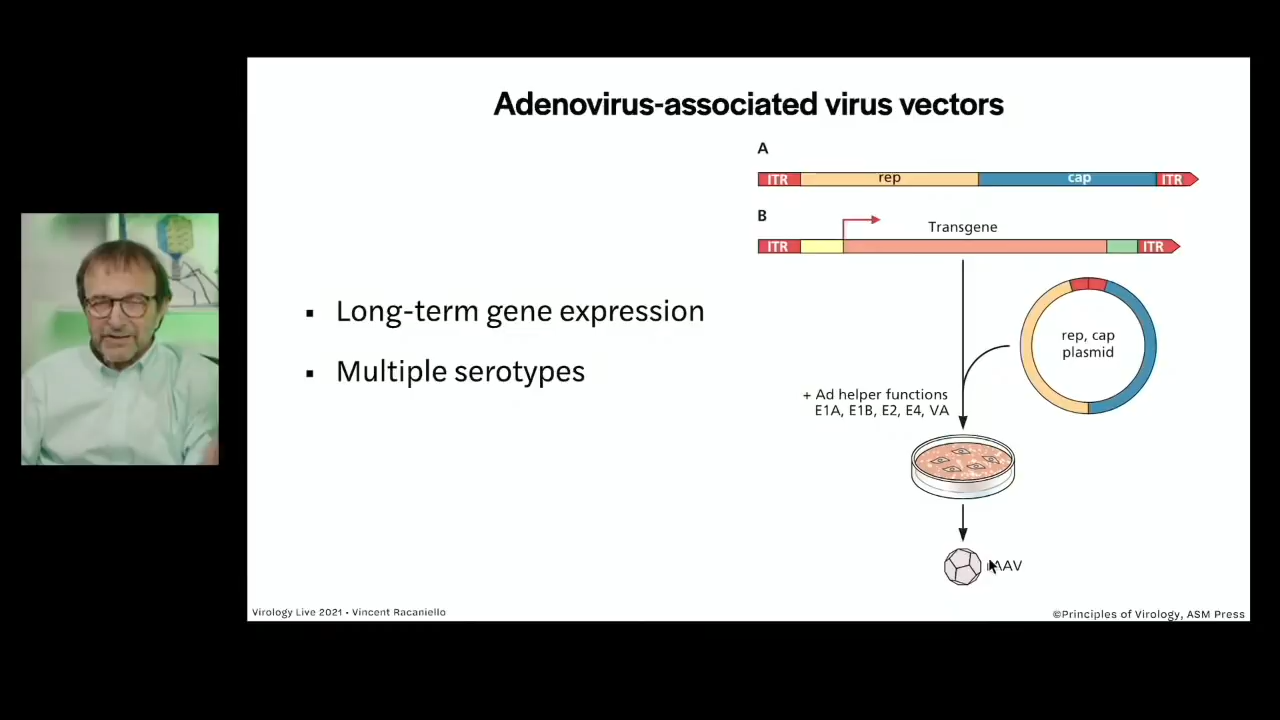 Adenovirus-associated virus vectors
A
ITR rep cap ITR
B
Transgene
ITR ITR
Long-term gene expression
Multiple serotypes
rep, cap
plasmid
+ Ad helper functions
E1A, E1B, E2, E4, VA
Virology Live 2021 • Vincent Racaniello
©Principles of Virology, ASM Press